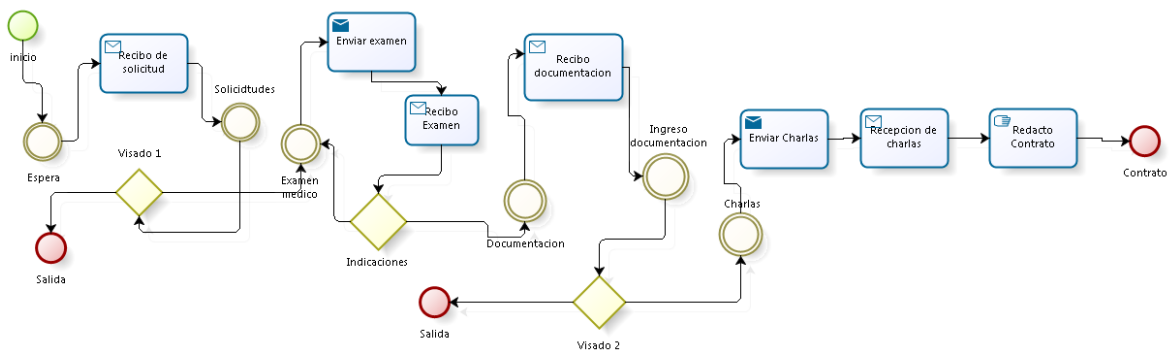 inicio
Recibo de
solicitud
Solicidtudes
Espera
Visado 1
Salida
Enviar examen
Recibo
Examen
Examen
medico
Indicaciones
Recibo
documentacion
Documentacion
Ingreso
documentacion
Visado 2
Salida
Charlas
Enviar Charlas
Recepcion de
charlas
Redacto
Contrato
Contrato